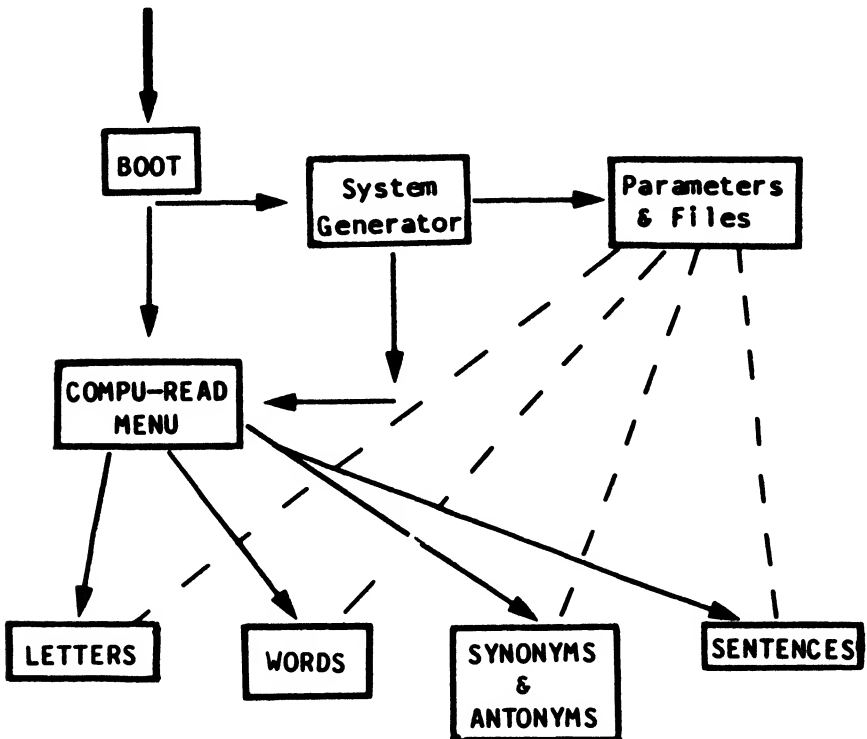 BOOT
System
Generator
Parameters
& Files
COMPU-READ
MENU
LETTERS
WORDS
SYNONYMS
&
ANTONYMS
SENTENCES